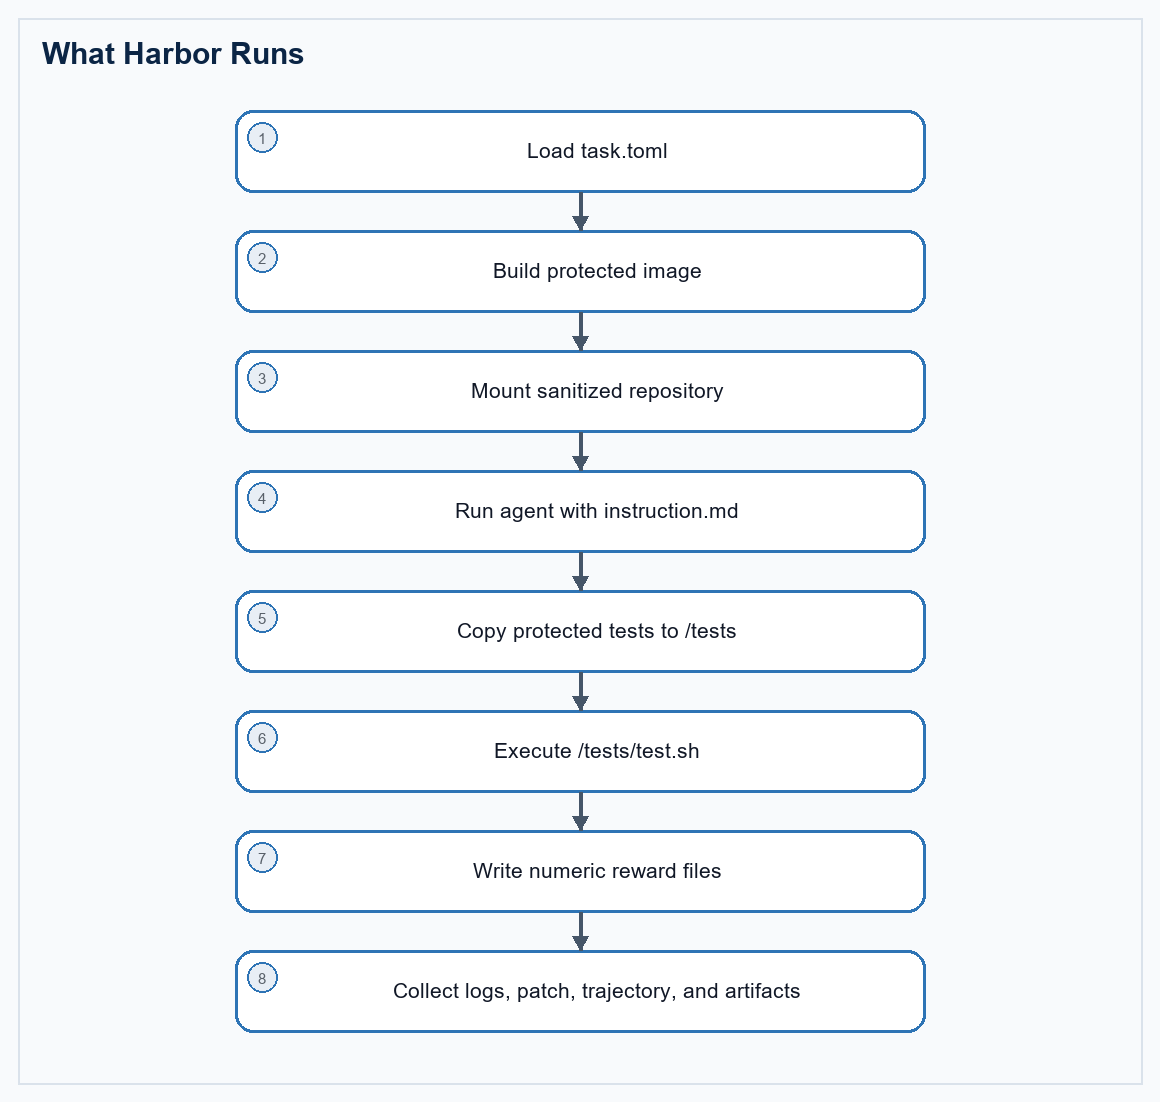 What Harbor Runs
1
Load task.toml
2
Build protected image
3
Mount sanitized repository
4
Run agent with instruction.md
5
Copy protected tests to /tests
6
Execute /tests/test.sh
7
Write numeric reward files
8
Collect logs, patch, trajectory, and artifacts